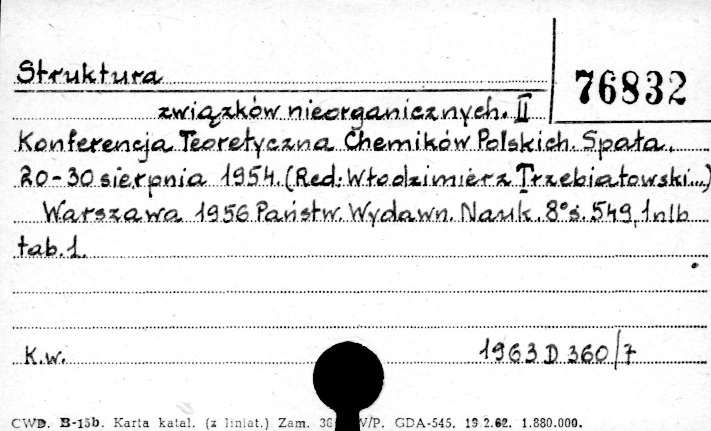 Struktura
76832
związków nieorganicznych. II
Konferencja Teoretyczna Chemików Polskich. Spała.
20-30 sierpnia 1954. (Red: Włodzimierz Trzebiatowski...)
Warszawa 1956 Państw. Wydawn. Nauk. 8° s. 549, 1 nlb
tab. 1.
K.w. 1963 D 360/7
CWD. B-15b. Karta katal. (z liniat.) Zam. V/P. GDA-545. 19.2.62. 1.880.000.